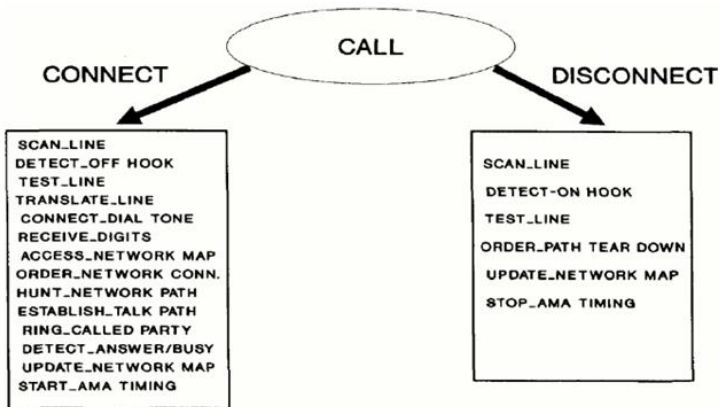 CALL
CONNECT
DISCONNECT
SCAN_LINE
DETECT_OFF HOOK
TEST_LINE
TRANSLATE_LINE
CONNECT_DIAL TONE
RECEIVE_DIGITS
ACCESS_NETWORK MAP
ORDER_NETWORK CONN.
HUNT_NETWORK PATH
ESTABLISH_TALK PATH
RING_CALLED PARTY
DETECT_ANSWER/BUSY
UPDATE_NETWORK MAP
START_AMA TIMING
SCAN_LINE
DETECT-ON HOOK
TEST_LINE
ORDER_PATH TEAR DOWN
UPDATE_NETWORK MAP
STOP_AMA TIMING